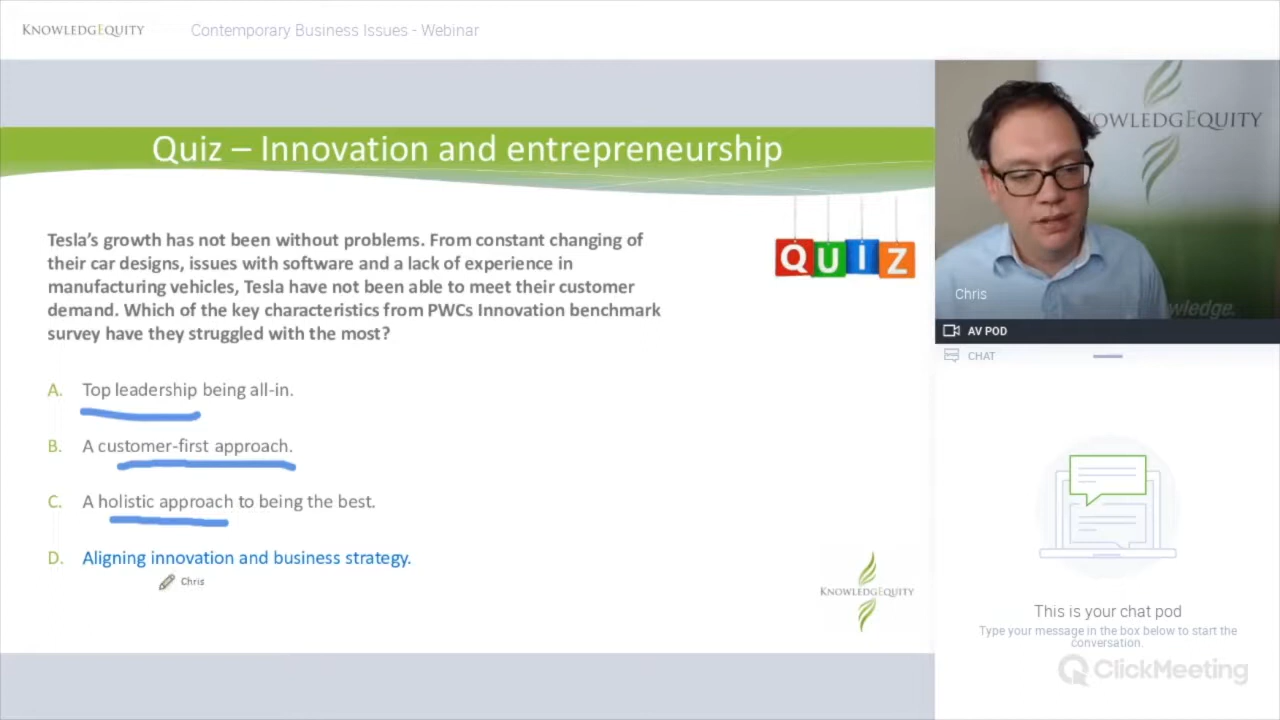 KNOWLEDGEQUITY
Contemporary Business Issues - Webinar
Quiz – Innovation and entrepreneurship
Tesla's growth has not been without problems. From constant changing of
their car designs, issues with software and a lack of experience in
manufacturing vehicles, Tesla have not been able to meet their customer
demand. Which of the key characteristics from PWCs Innovation benchmark
survey have they struggled with the most?
QUIZ
A. Top leadership being all-in.
B. A customer-first approach.
C. A holistic approach to being the best.
D. Aligning innovation and business strategy.
Chris
KNOWLEDGEQUITY
NOWLEDGEQUITY
Chris
wledge.
AV POD
CHAT
This is your chat pod
Type your message in the box below to start the
conversation.
ClickMeeting